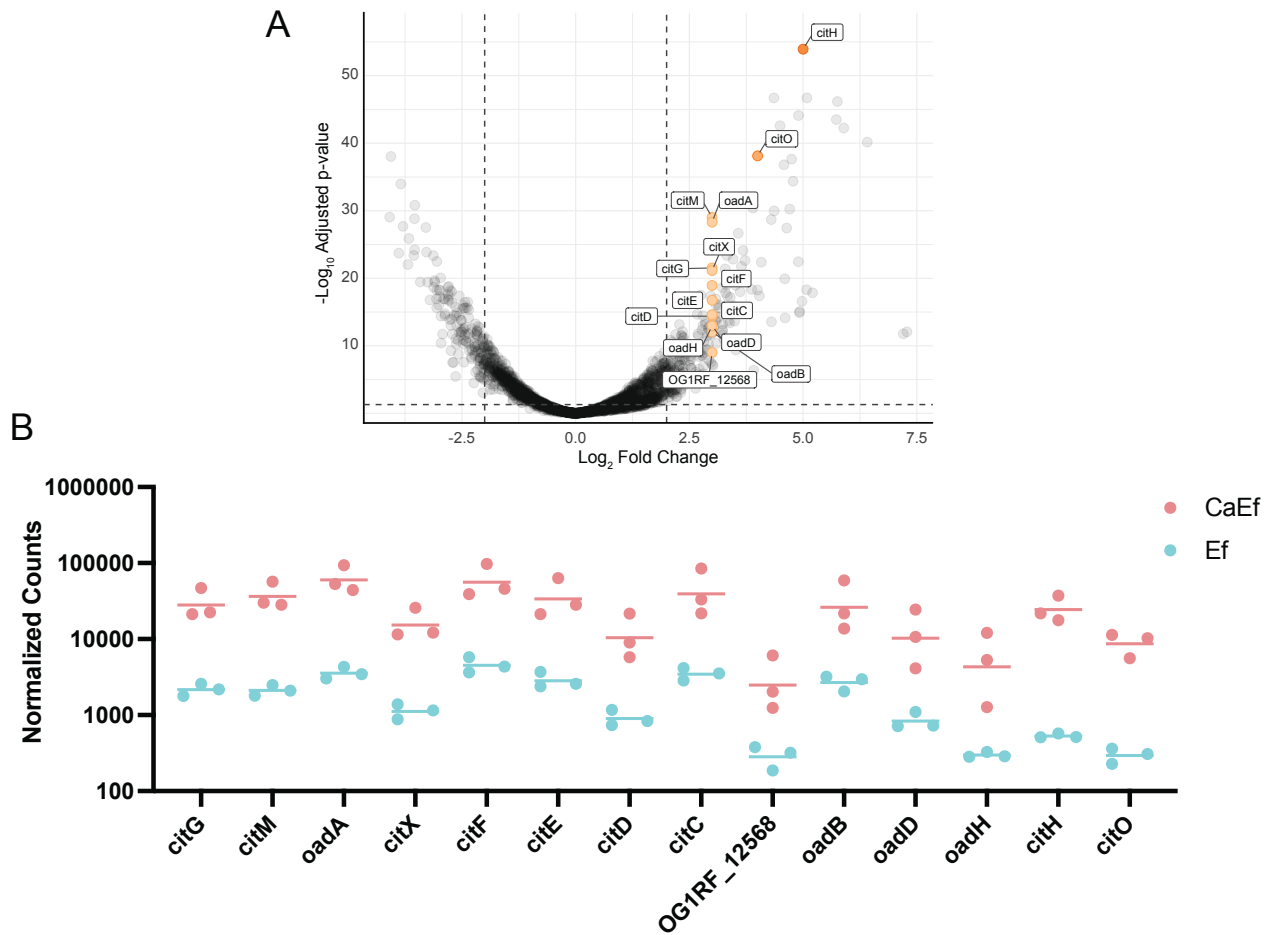 A
citH
50
citO
40
citM
oadA
30
citX
citG
20
citF
citE
citC
citD
oadD
oadH
10
oadB
OG1RF_12568
-Log10 Adjusted p-value
-2.5
0.0
2.5
5.0
7.5
Log2 Fold Change
B
1000000
CaEf
Ef
100000
10000
1000
100
Normalized Counts
citG
citM
oadA
citX
citF
citE
citD
citC
OG1RF_12568
oadB
oadD
oadH
citH
citO